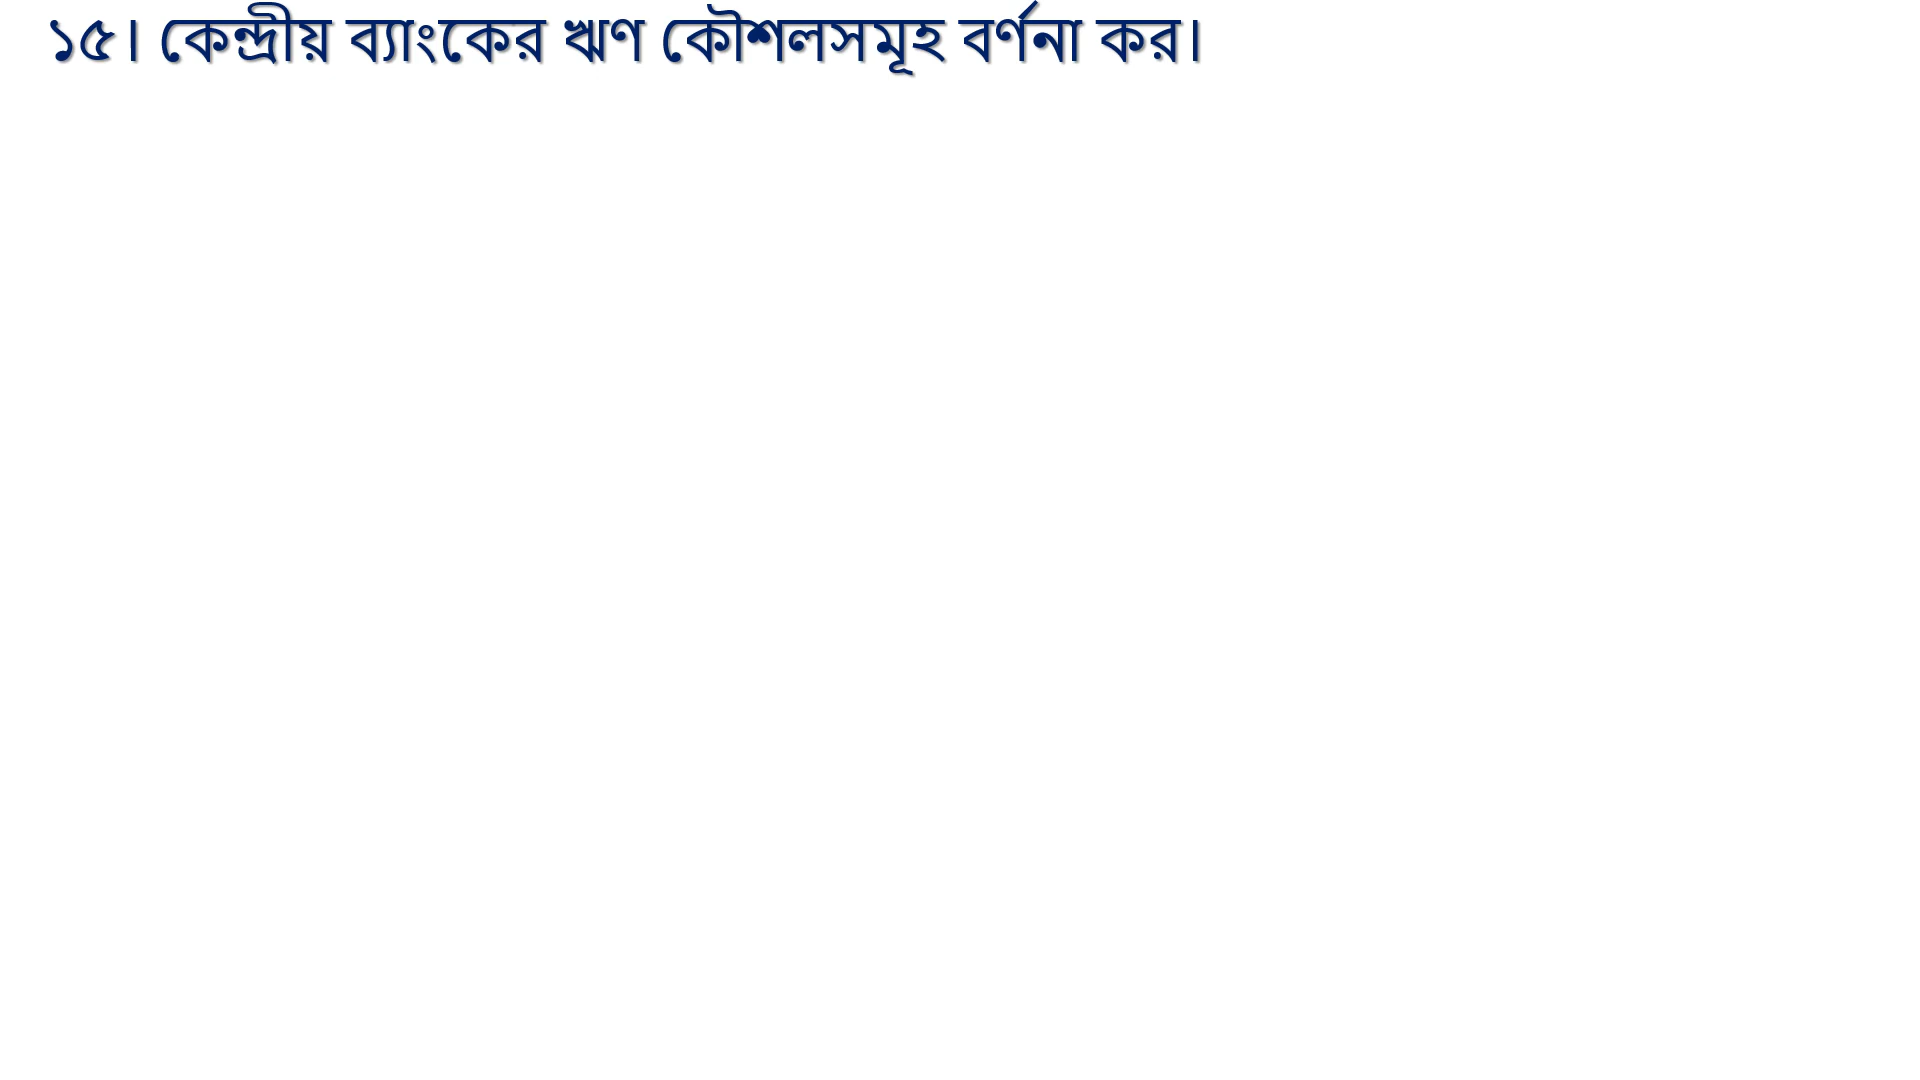 ১৫। কেন্দ্রীয় ব্যাংকের ঋণ কৌশলসমূহ বর্ণনা কর।